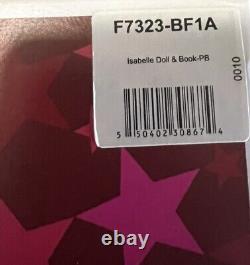 F7323-BF1A
Isabelle Doll & Book-PB
5 50402 30867 4
0010